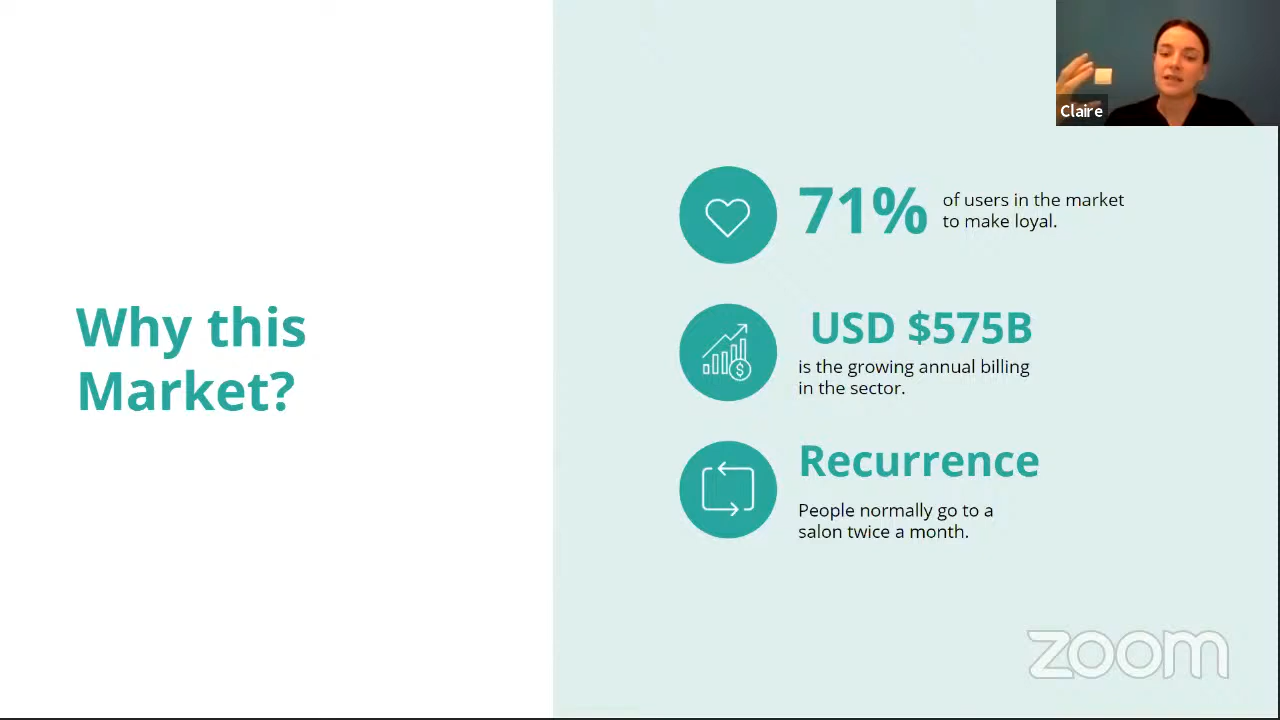 Claire
Why this
Market?
71%
of users in the market
to make loyal.
USD $575B
is the growing annual billing
in the sector.
Recurrence
People normally go to a
salon twice a month.
zoom